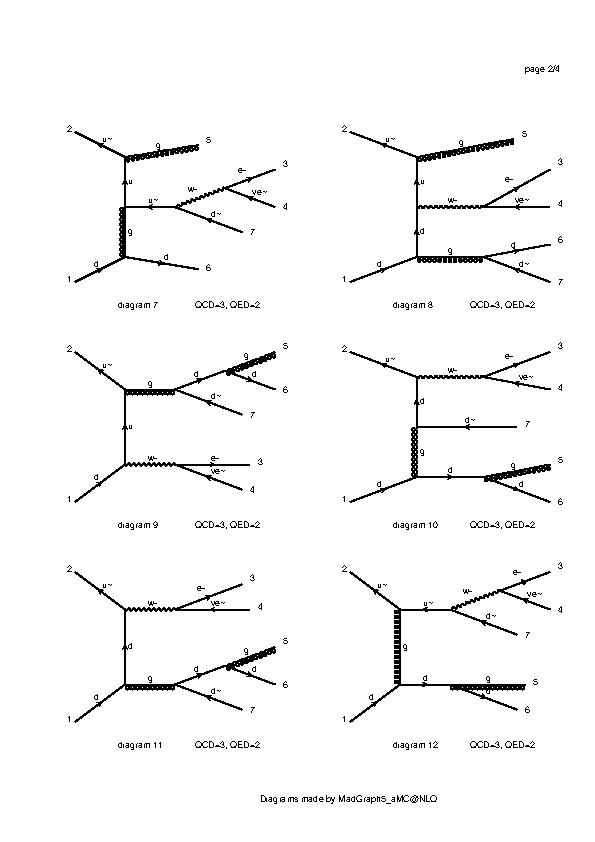 page 2/4
2
u~
g
5
e-
3
w-
ve~
4
u
u~
d~
7
g
d
d
6
1
diagram 7 QCD=3, QED=2
2
u~
g
5
3
e-
u
w-
ve~
4
d
d
6
g
d
d~
1
7
diagram 8 QCD=3, QED=2
2
u~
5
g
g
d
d
6
d~
7
u
d
w-
e-
3
ve~
4
1
diagram 9 QCD=3, QED=2
2
u~
3
e-
w-
ve~
4
d
d~
7
g
d
d
g
5
d
6
1
diagram 10 QCD=3, QED=2
2
u~
3
e-
w-
ve~
4
d
5
g
d
g
d
d
6
d~
7
1
diagram 11 QCD=3, QED=2
2
u~
3
e-
w-
ve~
4
u~
d~
7
g
d
d
g
5
d
6
1
diagram 12 QCD=3, QED=2
Diagrams made by MadGraph5_aMC@NLO